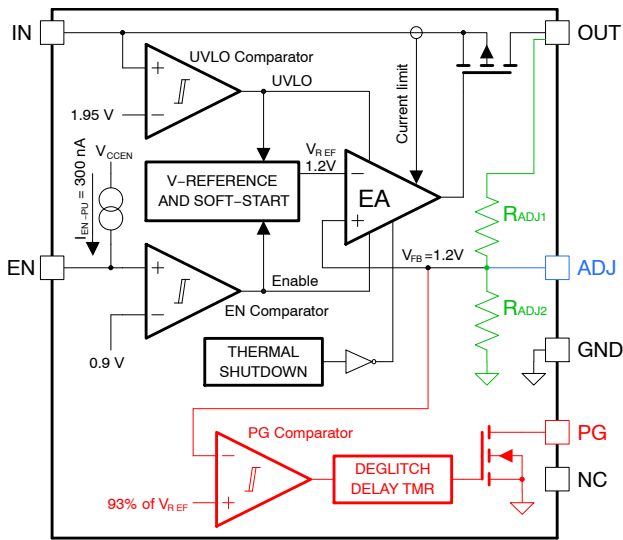 IN
OUT
UVLO Comparator
+
UVLO
1.95 V
−
Current limit
VCCEN
IEN−PU = 300 nA
V−REFERENCE
AND SOFT−START
VREF
1.2V
−
EA
+
RADJ1
EN
+
−
Enable
EN Comparator
VFB=1.2V
ADJ
0.9 V
RADJ2
THERMAL
SHUTDOWN
GND
PG Comparator
−
PG
DEGLITCH
DELAY TMR
93% of VREF
+
NC